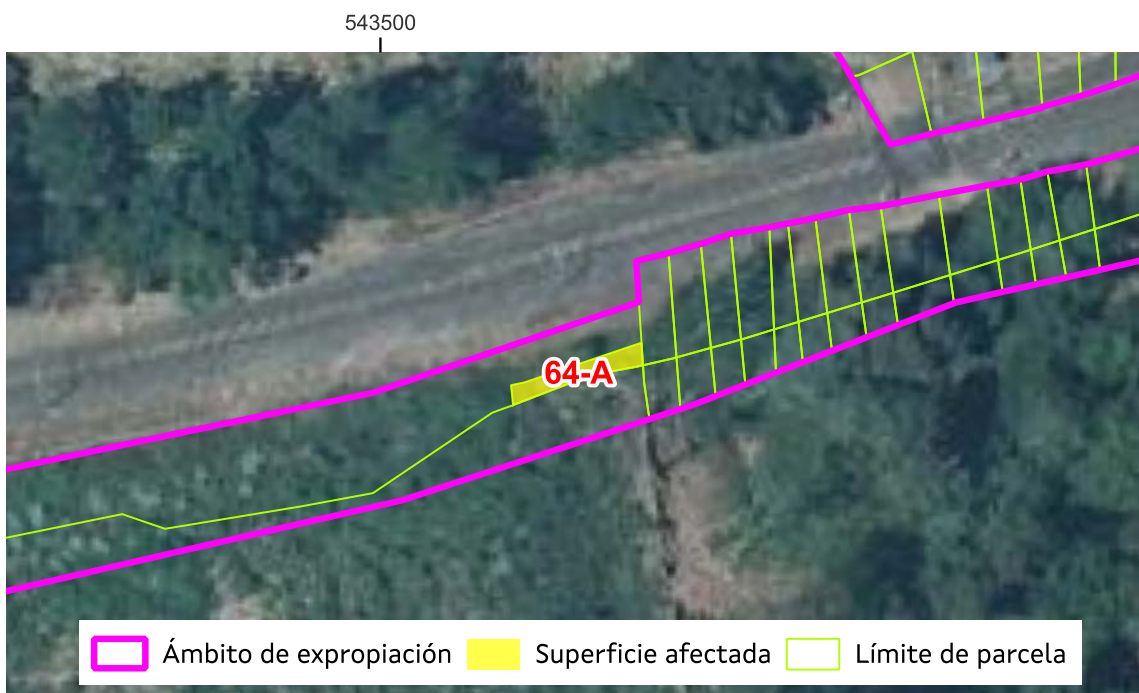 543500
64-A
Ámbito de expropiación Superficie afectada Límite de parcela